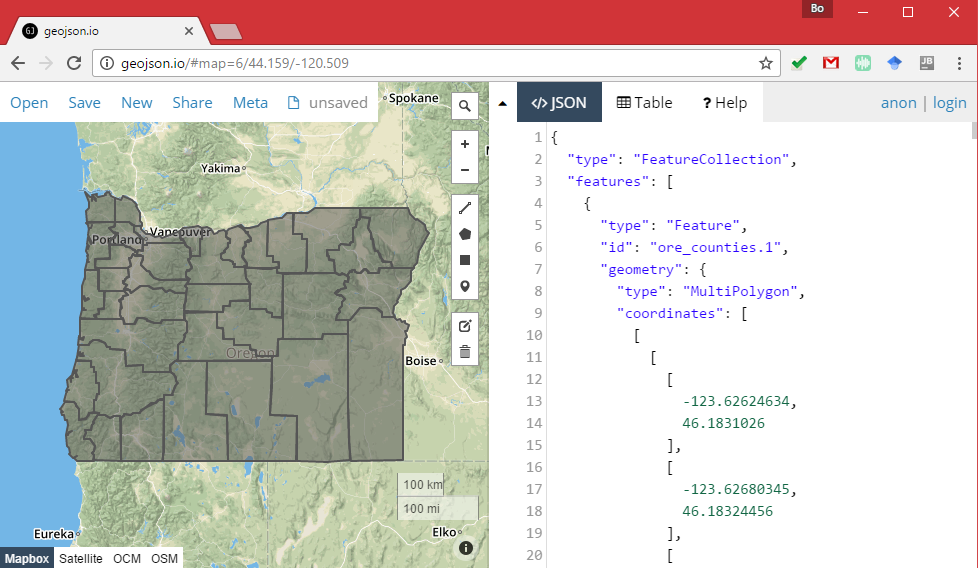 Bo
geojson.io
geojson.io/#map=6/44.159/-120.509
Open Save New Share Meta unsaved
</> JSON Table ? Help
anon | login
Spokane
Yakima
Vancouver
Portland
Oregon
Boise
100 km
100 mi
Eureka
Elko
Mapbox Satellite OCM OSM
1 {
2 "type": "FeatureCollection",
3 "features": [
4 {
5 "type": "Feature",
6 "id": "ore_counties.1",
7 "geometry": {
8 "type": "MultiPolygon",
9 "coordinates": [
10 [
11 [
12 [
13 -123.62624634,
14 46.1831026
15 ],
16 [
17 -123.62680345,
18 46.18324456
19 ],
20 [